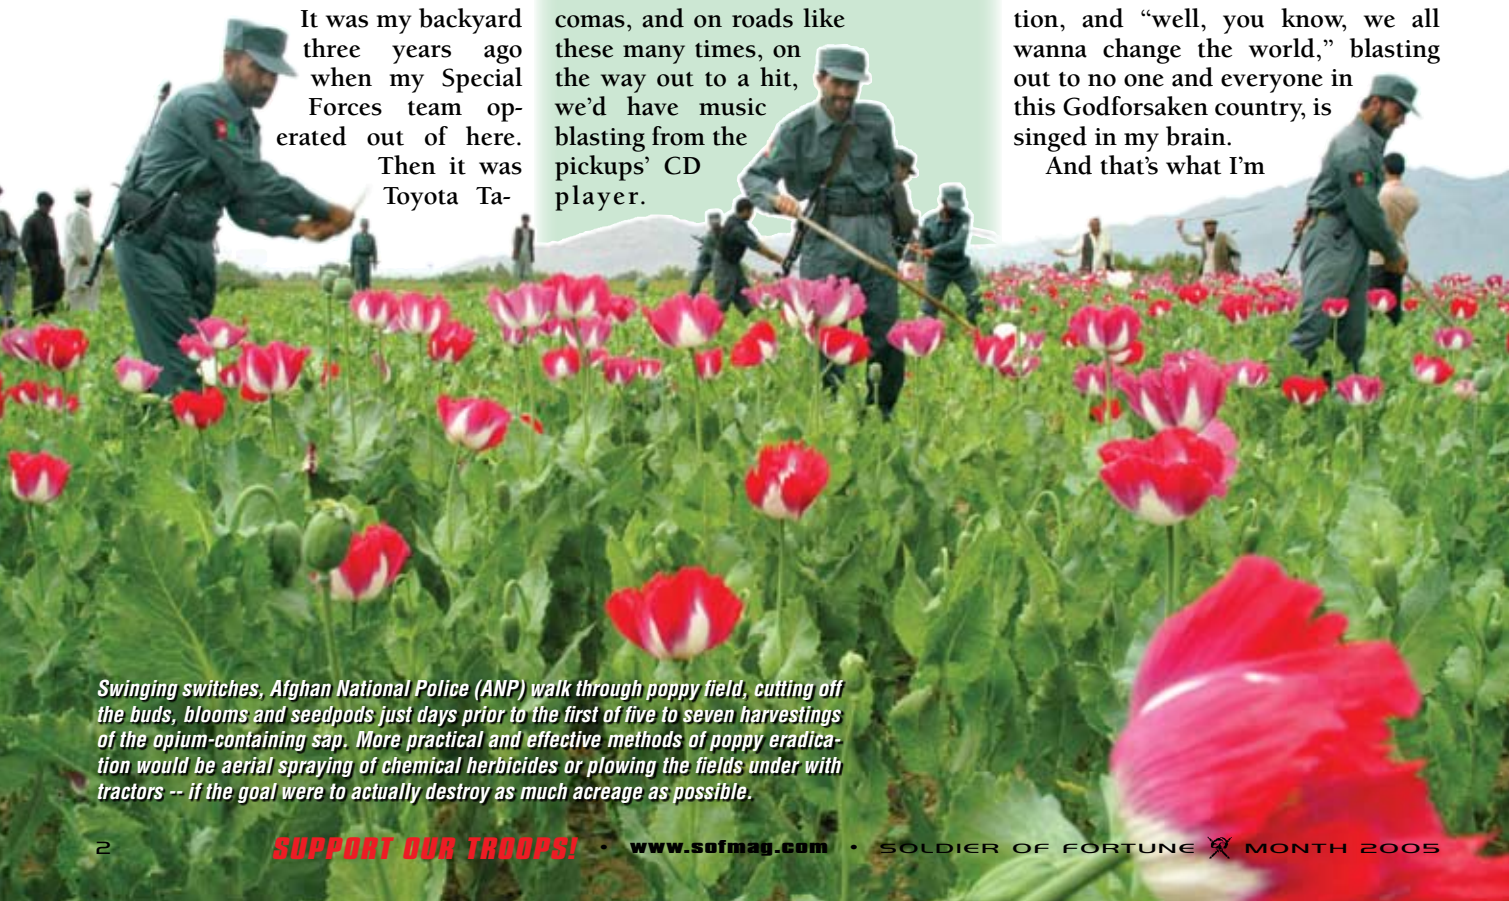 It was my backyard
three years ago
when my Special
Forces team op-
erated out of here.
Then it was
Toyota Ta-
comas, and on roads like
these many times, on
the way out to a hit,
we'd have music
blasting from the
pickups' CD
player.
tion, and “well, you know, we all
wanna change the world,” blasting
out to no one and everyone in
this Godforsaken country, is
singed in my brain.
And that's what I'm
Swinging switches, Afghan National Police (ANP) walk through poppy field, cutting off
the buds, blooms and seedpods just days prior to the first of five to seven harvestings
of the opium-containing sap. More practical and effective methods of poppy eradica-
tion would be aerial spraying of chemical herbicides or plowing the fields under with
tractors -- if the goal were to actually destroy as much acreage as possible.
2 SUPPORT OUR TROOPS! • www.sofmag.com • SOLDIER OF FORTUNE MONTH 2005